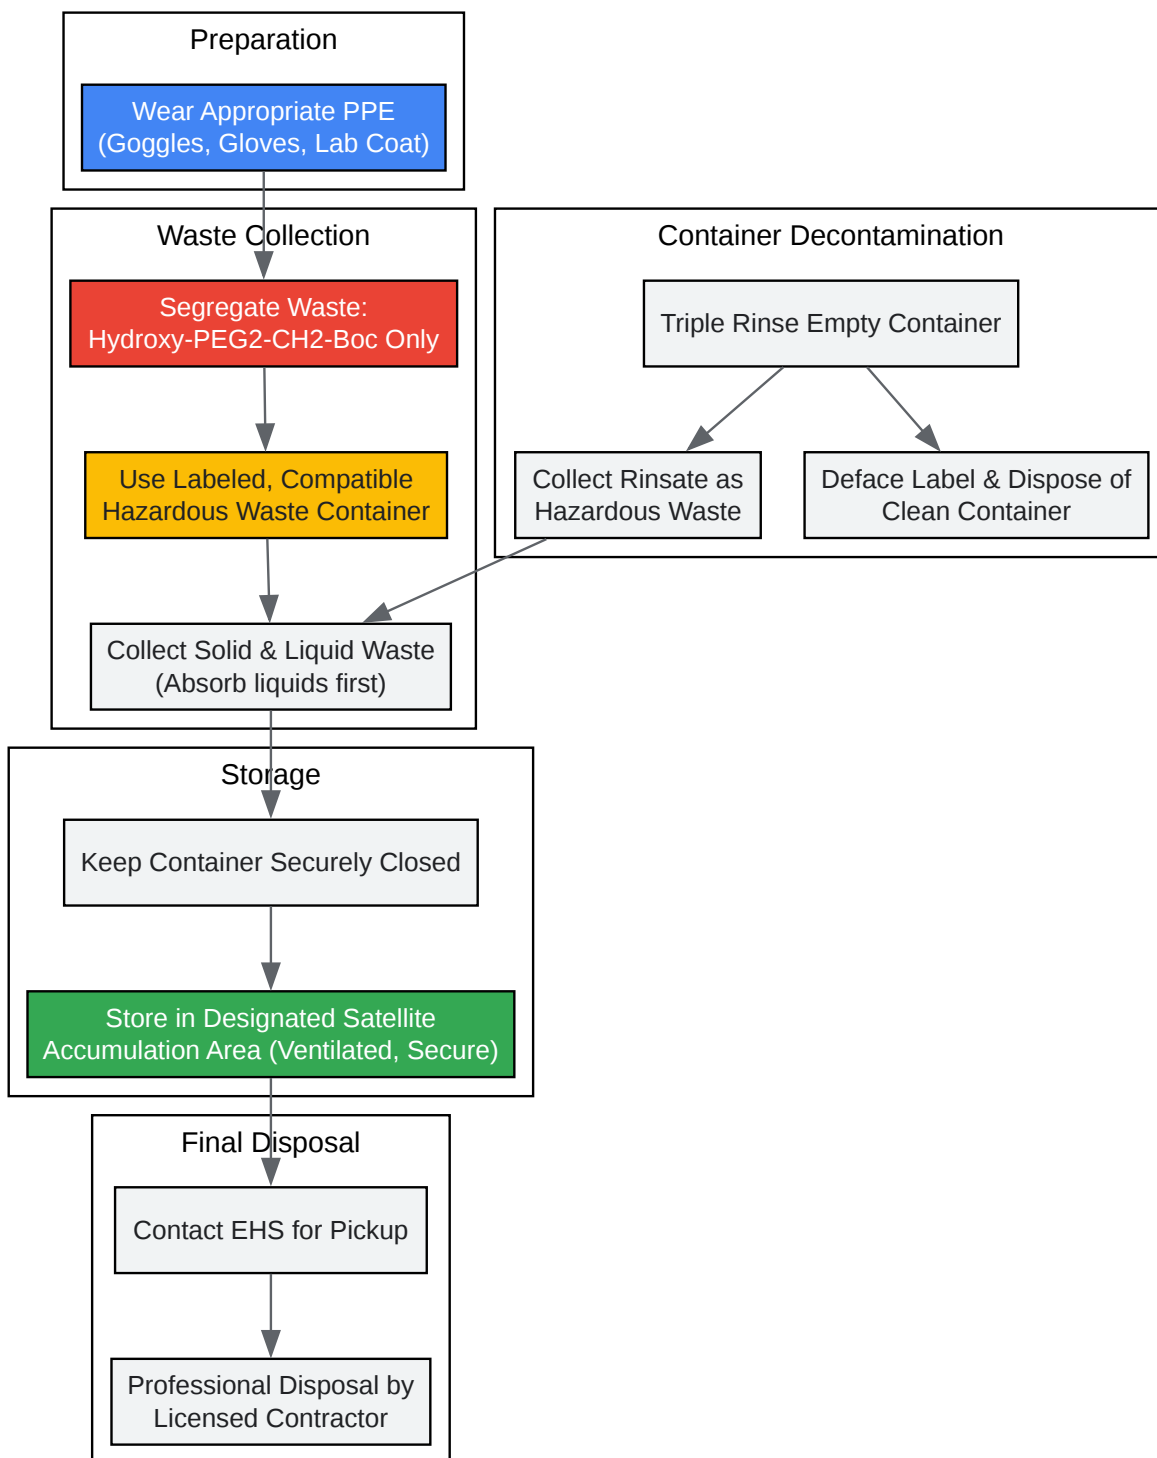 Preparation
Wear Appropriate PPE
(Goggles, Gloves, Lab Coat)
Waste Collection
Segregate Waste:
Hydroxy-PEG2-CH2-Boc Only
Use Labeled, Compatible
Hazardous Waste Container
Collect Solid & Liquid Waste
(Absorb liquids first)
Container Decontamination
Triple Rinse Empty Container
Collect Rinsate as
Hazardous Waste
Deface Label & Dispose of
Clean Container
Storage
Keep Container Securely Closed
Store in Designated Satellite
Accumulation Area (Ventilated, Secure)
Final Disposal
Contact EHS for Pickup
Professional Disposal by
Licensed Contractor